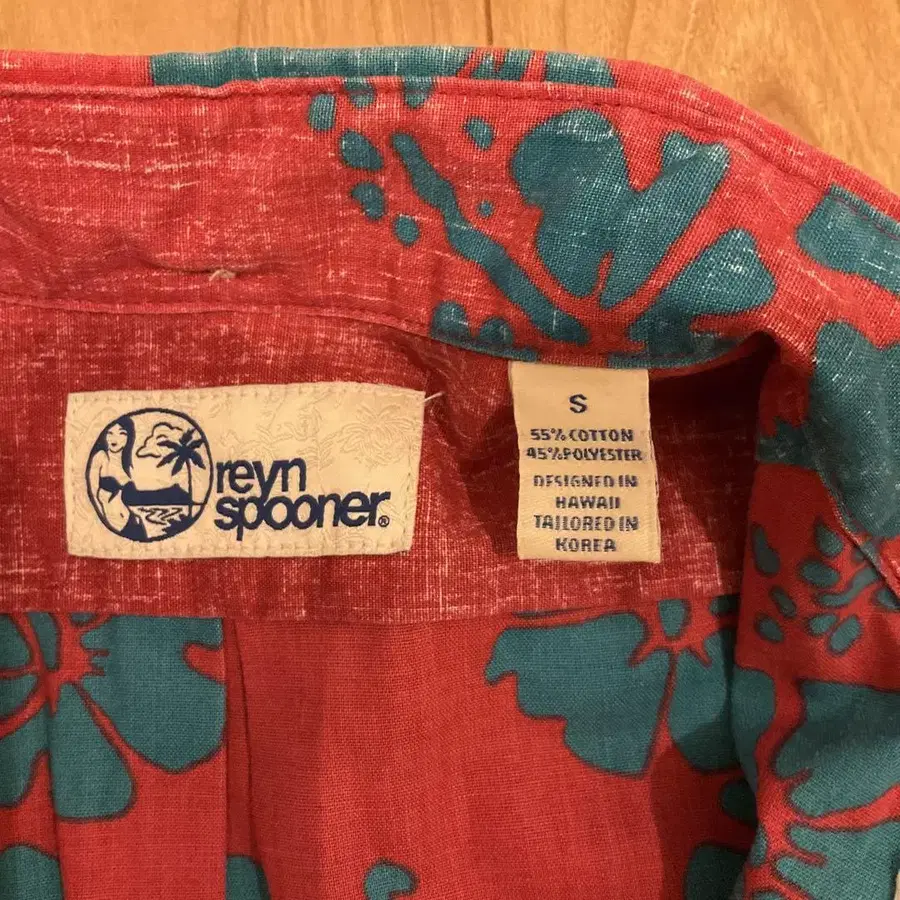 reyn
spooner®
S
55% COTTON
45% POLYESTER
DESIGNED IN
HAWAII
TAILORED IN
KOREA